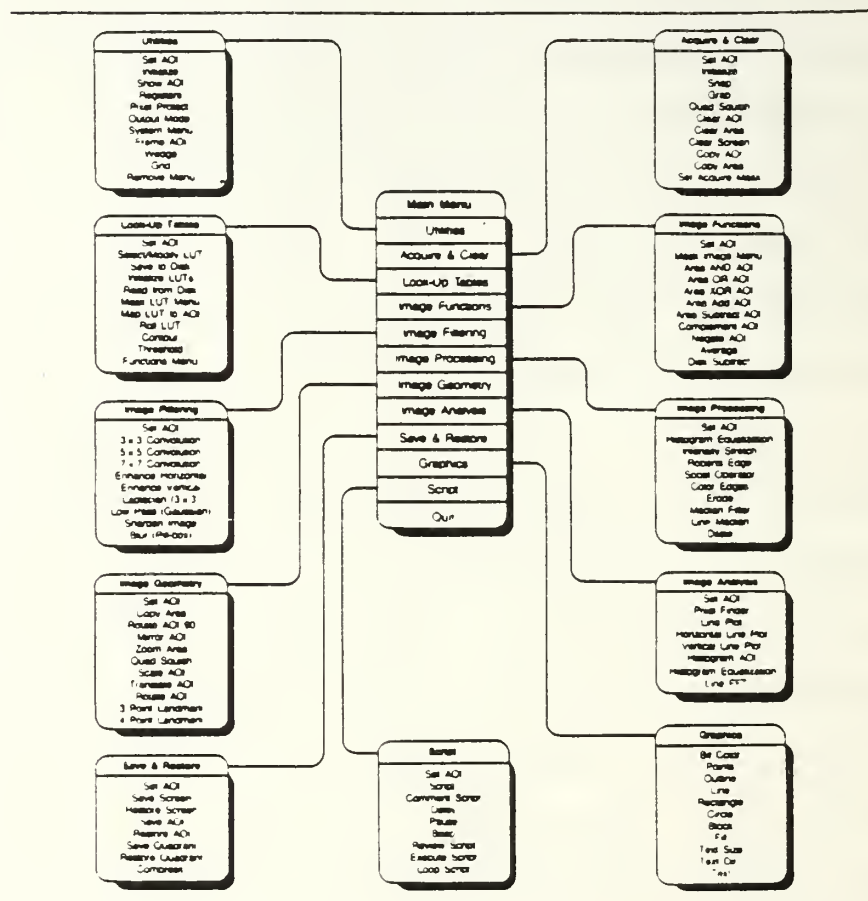 Utilities
Set AOI
Initialize
Show AOI
Registers
Pixel Protect
Output Mode
System Menu
Frame AOI
Wedge
Grid
Remove Menu
Look-Up Tables
Set AOI
Select/Modify LUT
Save to Disk
Initialize LUTs
Read from Disk
Mask LUT Menu
Map LUT to AOI
Roll LUT
Contour
Threshold
Functions Menu
Image Filtering
Set AOI
3 x 3 Convolution
5 x 5 Convolution
7 x 7 Convolution
Enhance Horizontal
Enhance Vertical
Laplacian (3 x 3
Low Pass (Gaussian)
Sharpen Image
Blur
Image Geometry
Set AOI
Copy Area
Rotate AOI 90
Mirror AOI
Zoom Area
Quad Squish
Scale AOI
Translate AOI
Rotate AOI
3 Point Landmark
4 Point Landmark
Save & Restore
Set AOI
Save Screen
Restore Screen
Save AOI
Restore AOI
Save Quadrant
Restore Quadrant
Compress
Main Menu
Utilities
Acquire & Clear
Look-Up Tables
Image Functions
Image Filtering
Image Processing
Image Geometry
Image Analysis
Save & Restore
Graphics
Script
Quit
Script
Set AOI
Script
Comment Script
Delay
Pause
Beep
Review Script
Execute Script
Loop Script
Acquire & Clear
Set AOI
Initialize
Snap
Grab
Quad Squish
Clear AOI
Clear Area
Clear Screen
Copy AOI
Copy Area
Set Acquire Mask
Image Functions
Set AOI
Mask Image Menu
Area AND AOI
Area OR AOI
Area XOR AOI
Area Add AOI
Area Subtract AOI
Complement AOI
Negate AOI
Average
Disk Subtract
Image Processing
Set AOI
Histogram Equalization
Intensity Stretch
Roberts Edge
Sobel Operator
Color Edges
Erode
Median Filter
Line Median
Dilate
Image Analysis
Set AOI
Pixel Finder
Line Plot
Horizontal Line Plot
Vertical Line Plot
Histogram AOI
Histogram Equalization
Line FFT
Graphics
Bit Color
Points
Outline
Line
Rectangle
Circle
Block
Fill
Text Size
Text Dir
Text